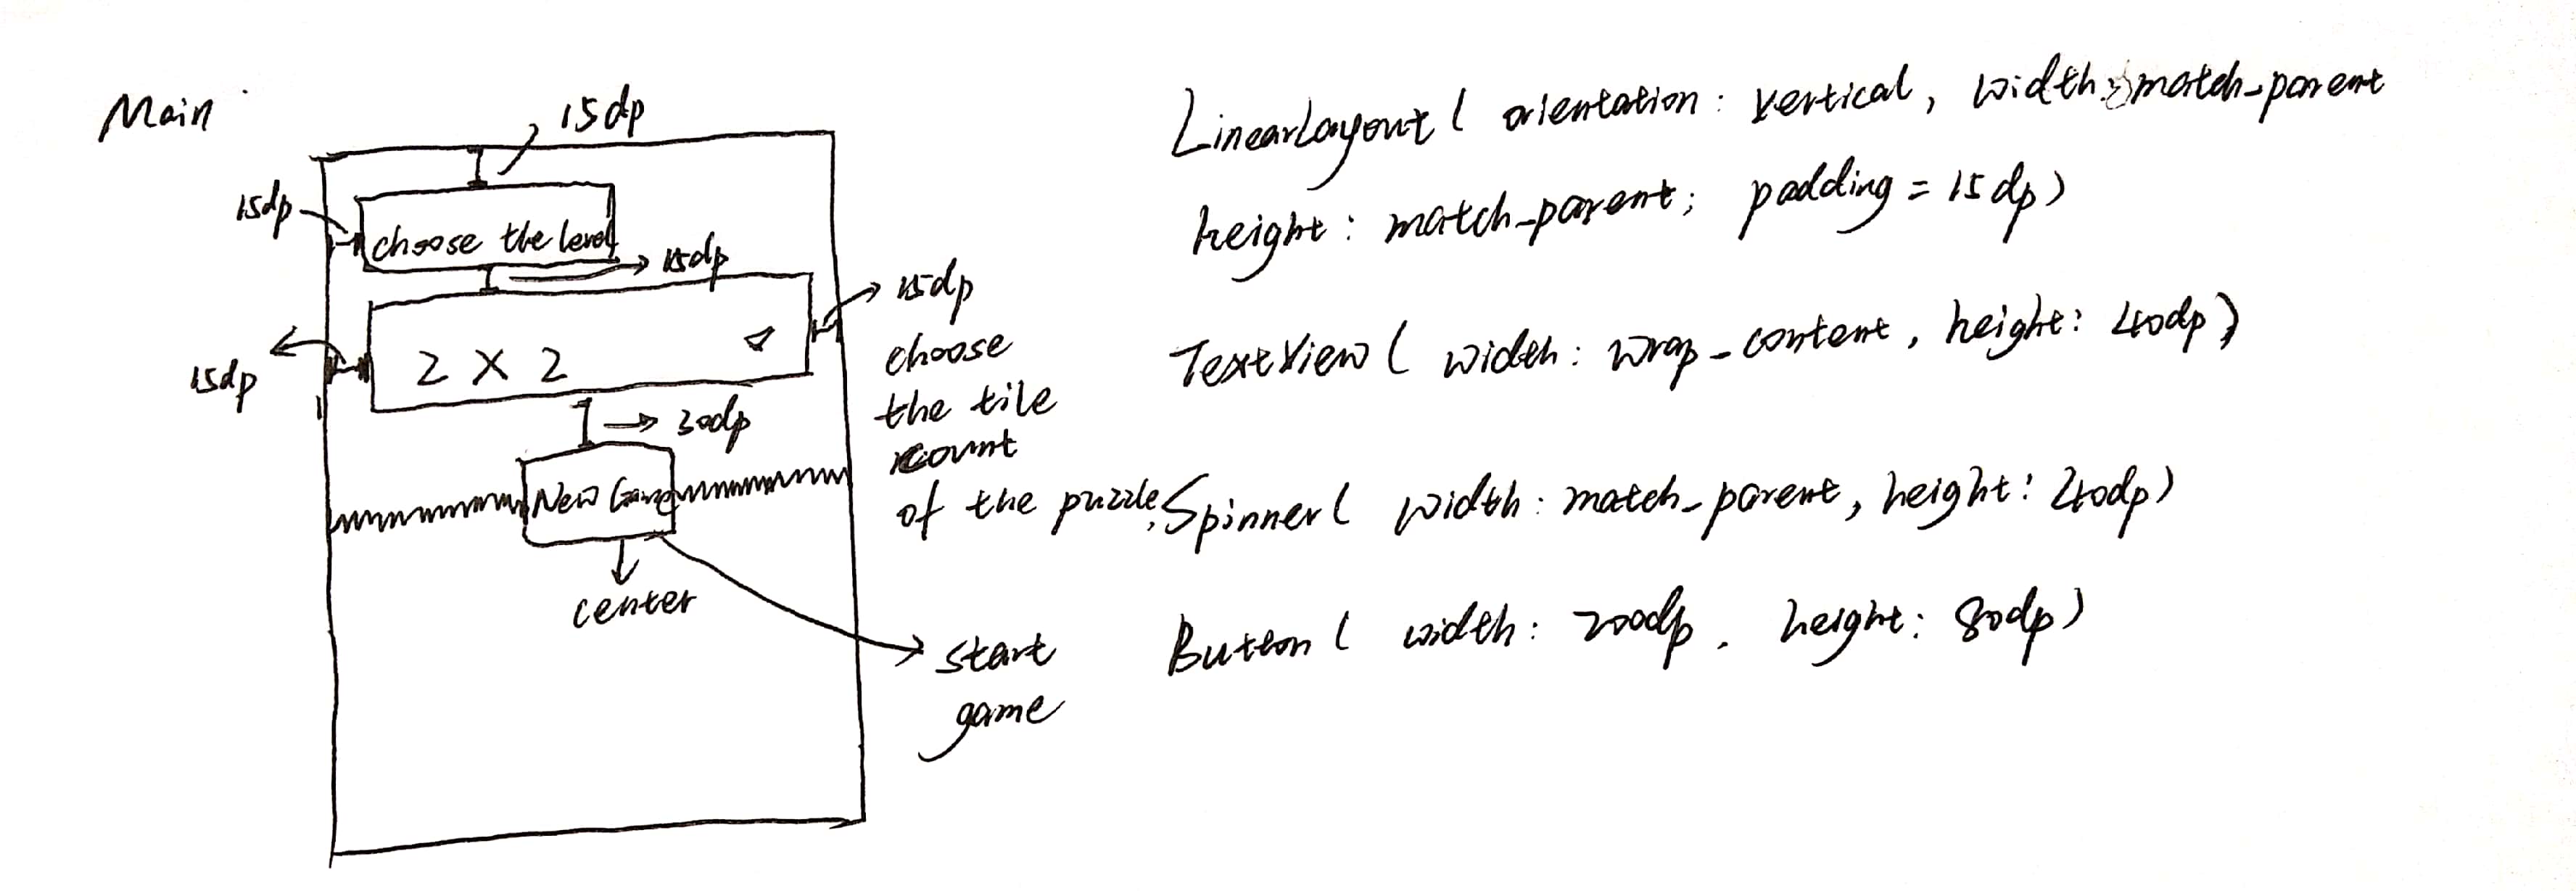 Main
15dp
15dp
choose the level
15dp
15dp
2 X 2
15dp
choose
the tile
count
of the puzzle,
30dp
New Game
center
start
game
LinearLayout ( orientation : vertical, width : match_parent
height : match_parent; padding = 15dp)
TextView ( width : wrap_content, height : 40dp)
Spinner ( width : match_parent, height : 40dp)
Button ( width : 200dp. height : 80dp)